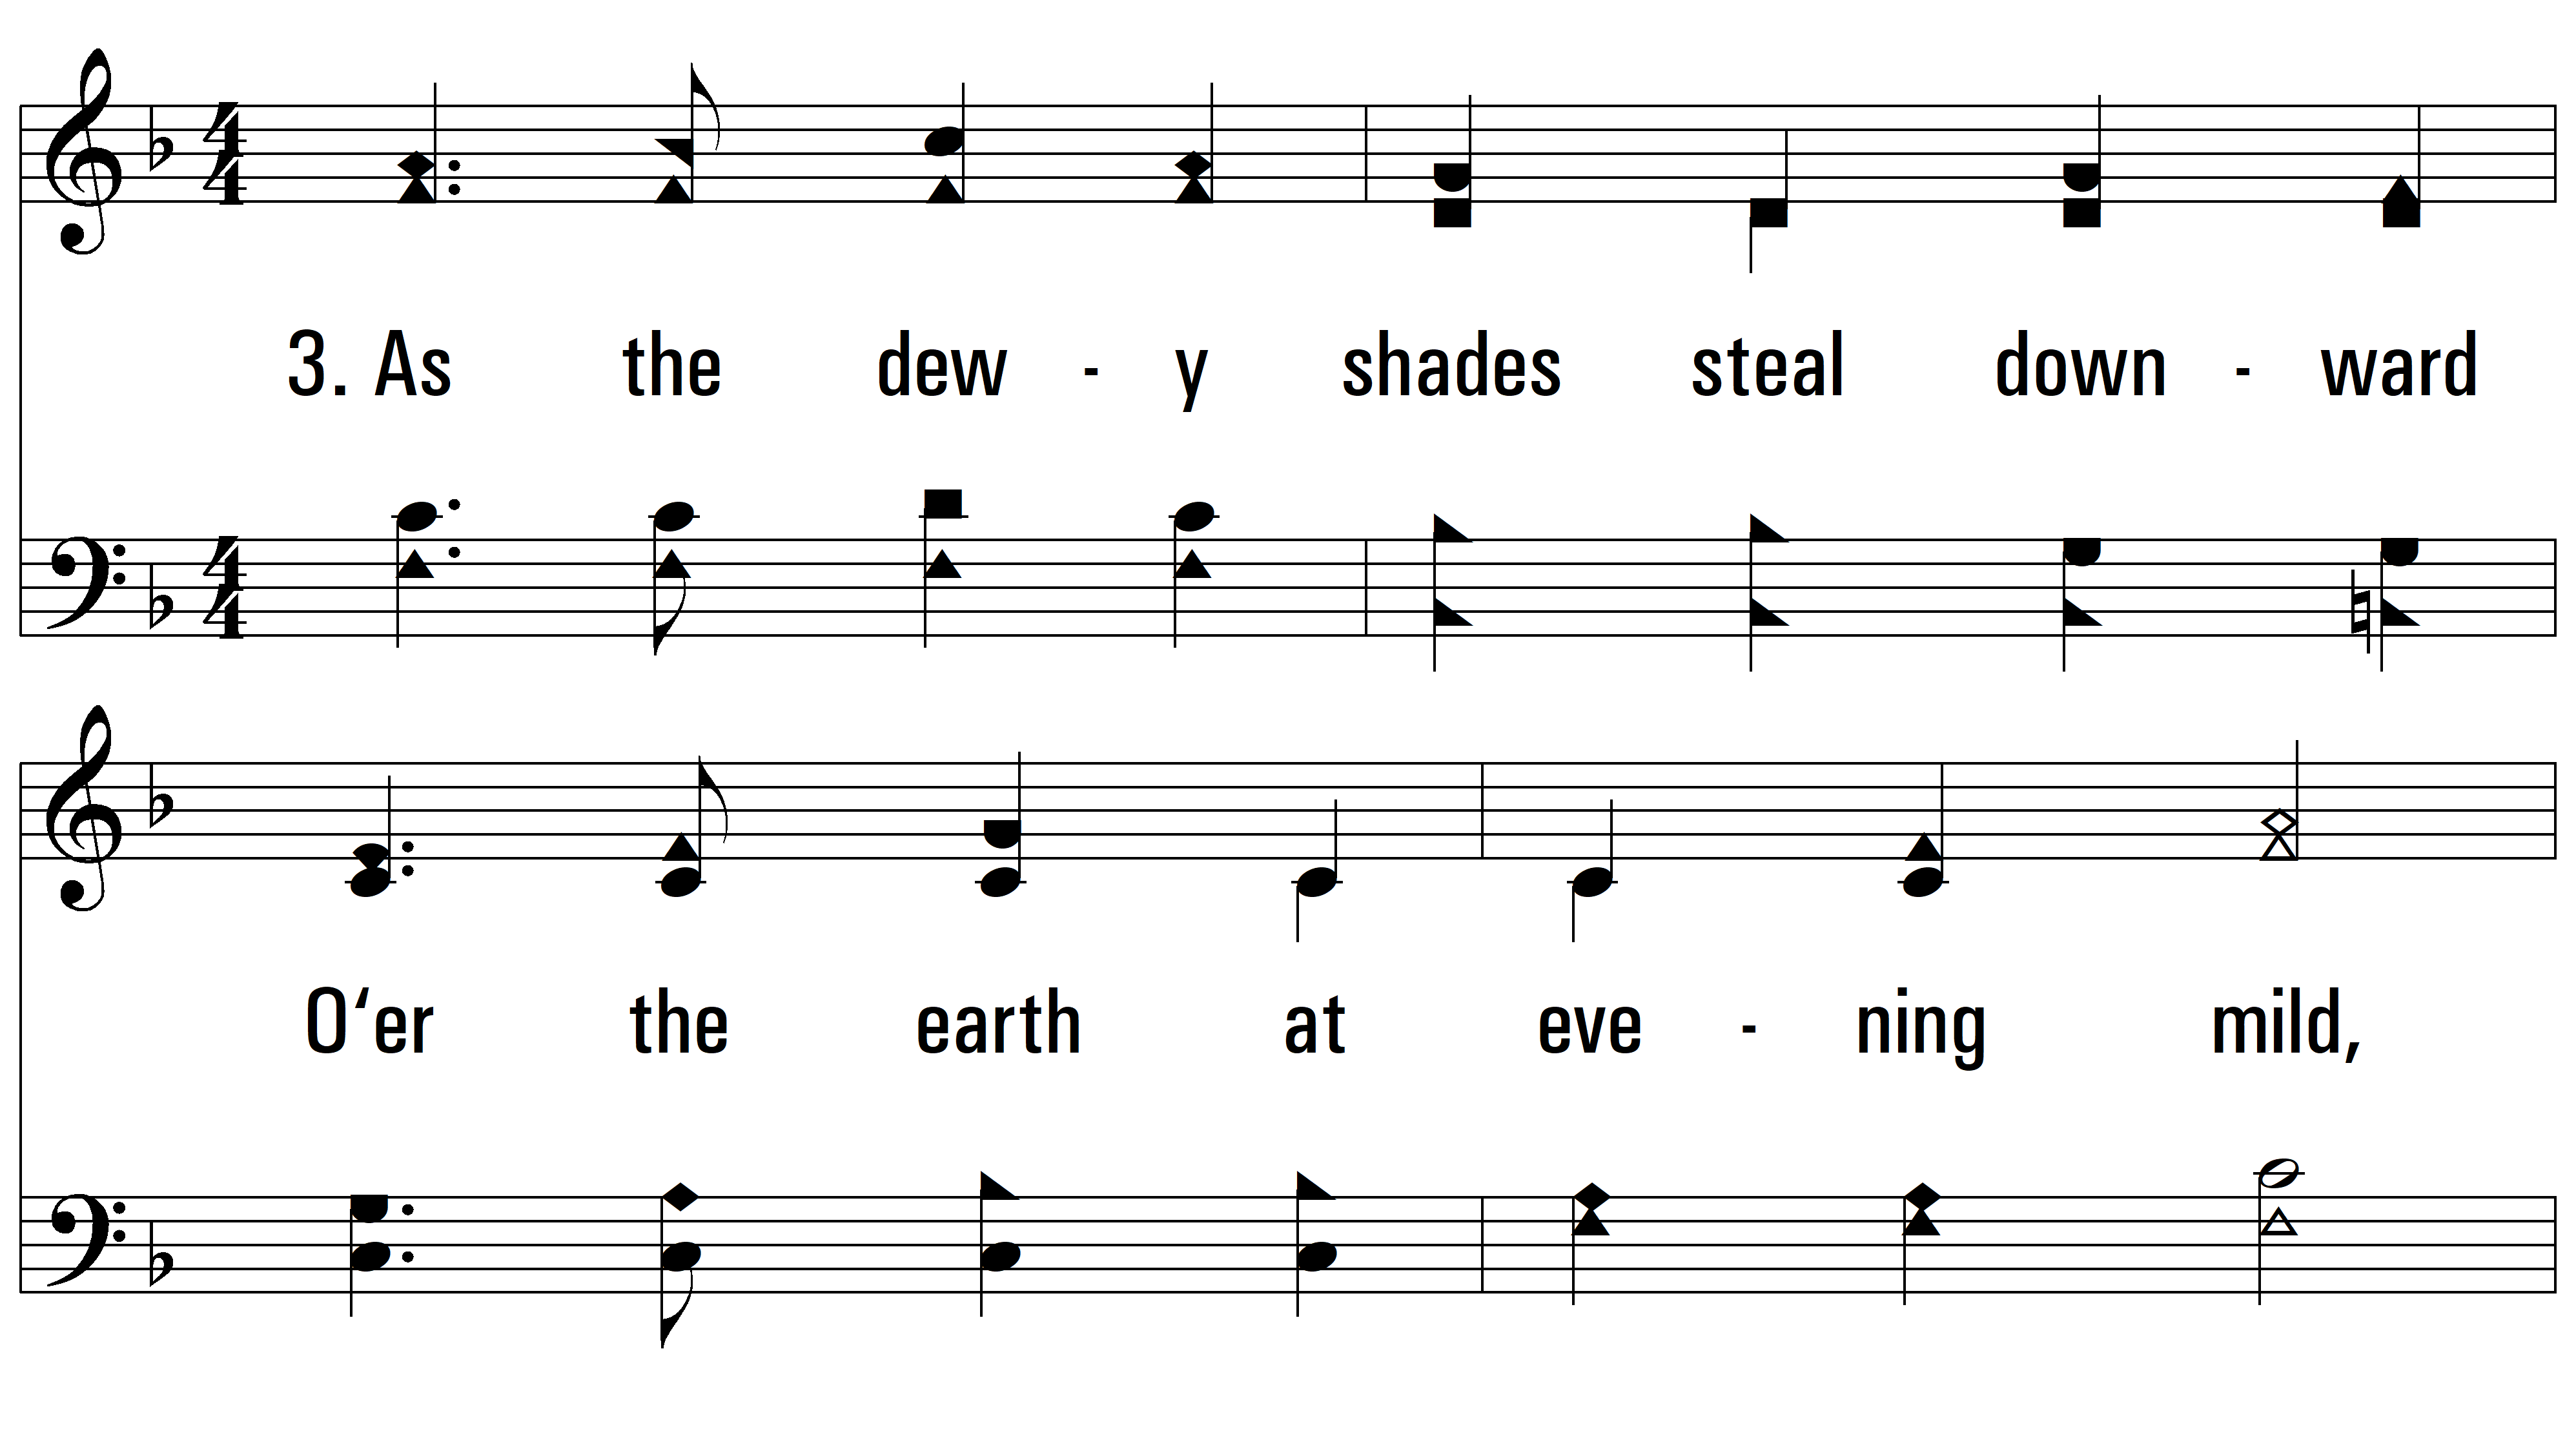 3. As the dew - y shades steal down - ward
O‘er the earth at eve - ning mild,